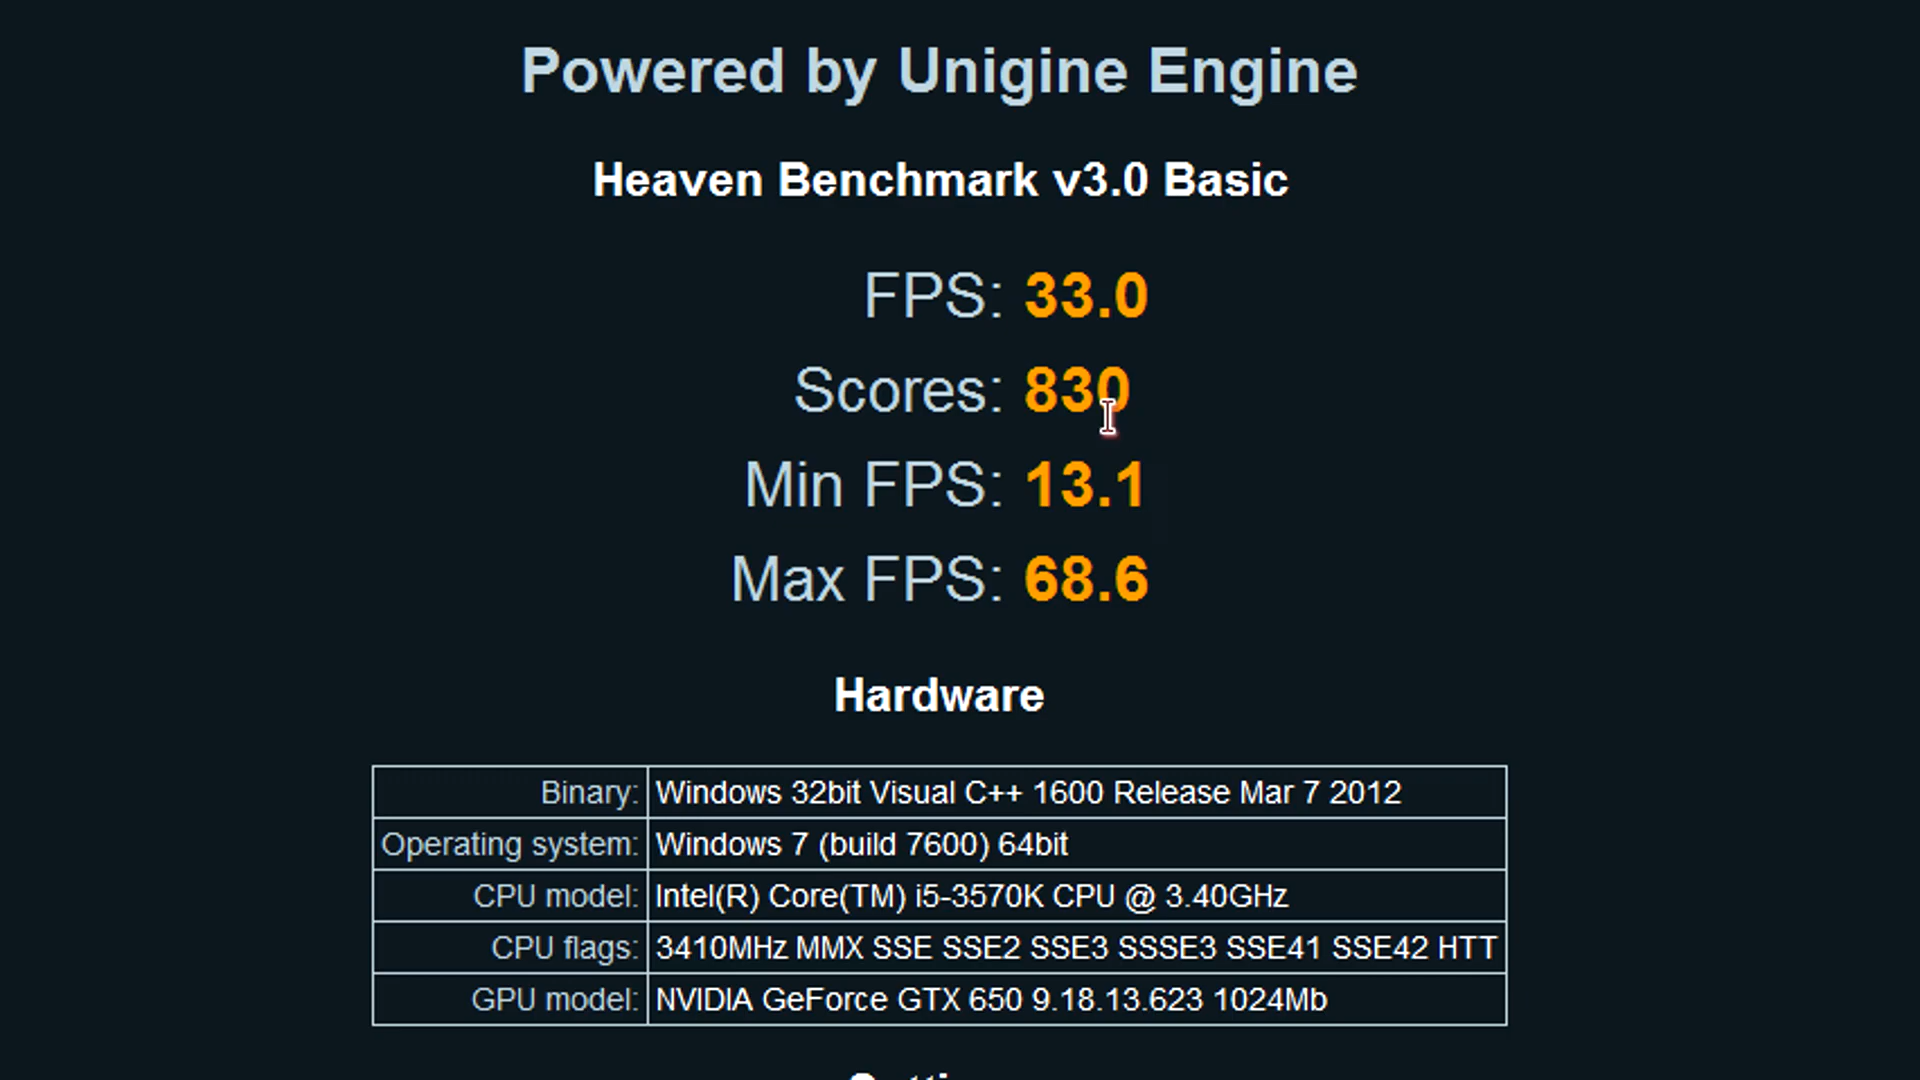 Powered by Unigine Engine
Heaven Benchmark v3.0 Basic
FPS: 33.0
Scores: 830
Min FPS: 13.1
Max FPS: 68.6
Hardware
Binary: Windows 32bit Visual C++ 1600 Release Mar 7 2012
Operating system: Windows 7 (build 7600) 64bit
CPU model: Intel(R) Core(TM) i5-3570K CPU @ 3.40GHz
CPU flags: 3410MHz MMX SSE SSE2 SSE3 SSSE3 SSE41 SSE42 HTT
GPU model: NVIDIA GeForce GTX 650 9.18.13.623 1024Mb